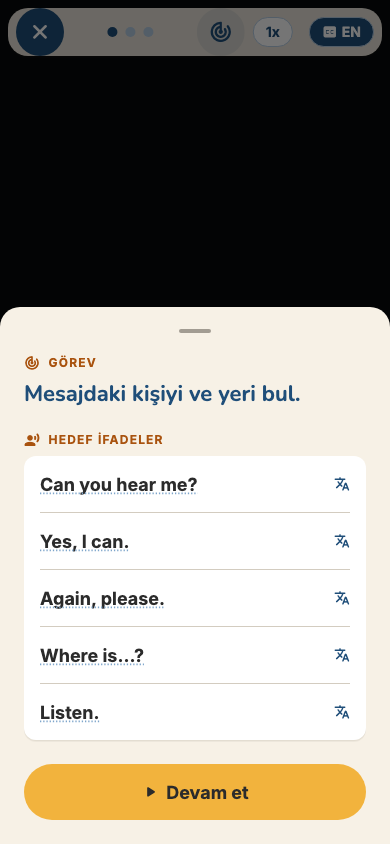 1x
EN
GÖREV
Mesajdaki kişiyi ve yeri bul.
HEDEF İFADELER
Can you hear me?
Yes, I can.
Again, please.
Where is...?
Listen.
Devam et